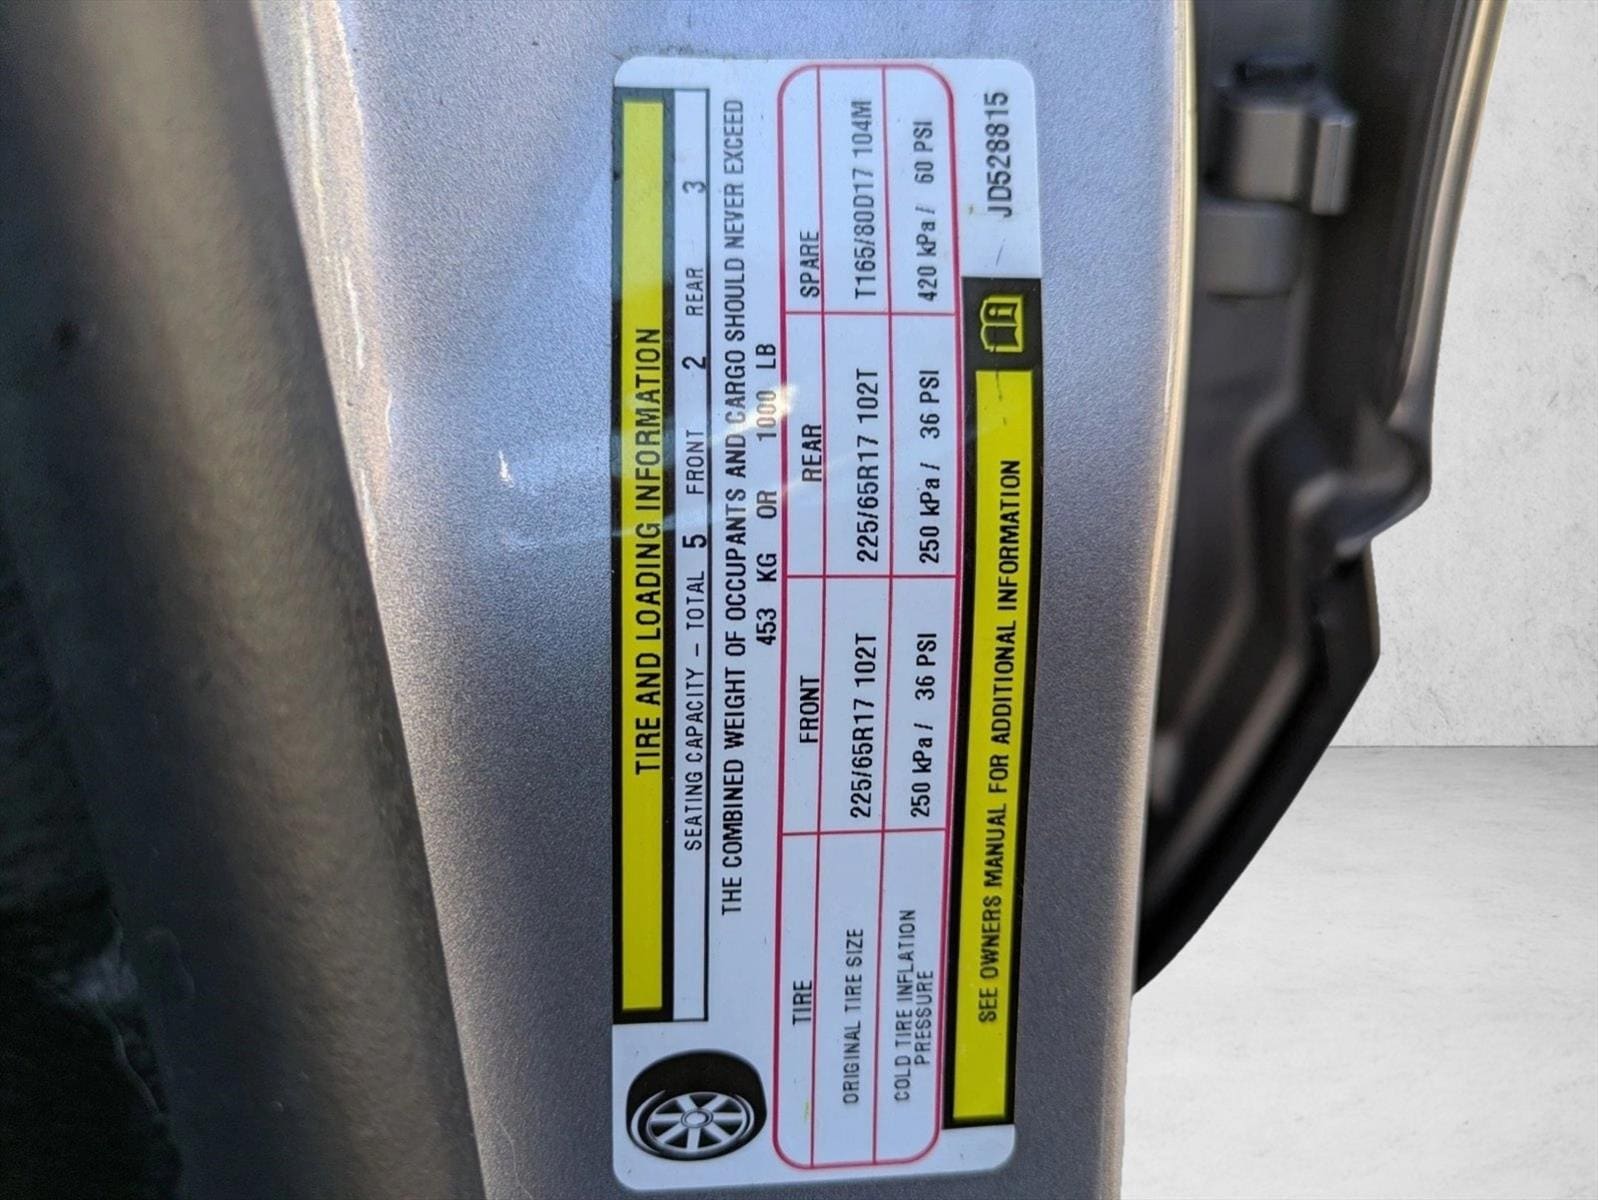 TIRE AND LOADING INFORMATION
SEATING CAPACITY – TOTAL 5 FRONT 2 REAR 3
THE COMBINED WEIGHT OF OCCUPANTS AND CARGO SHOULD NEVER EXCEED
453 KG OR 1000 LB
TIRE FRONT REAR SPARE
ORIGINAL TIRE SIZE 225/65R17 102T 225/65R17 102T T165/80D17 104M
COLD TIRE INFLATION PRESSURE 250 kPa / 36 PSI 250 kPa / 36 PSI 420 kPa / 60 PSI
SEE OWNERS MANUAL FOR ADDITIONAL INFORMATION
JD528815